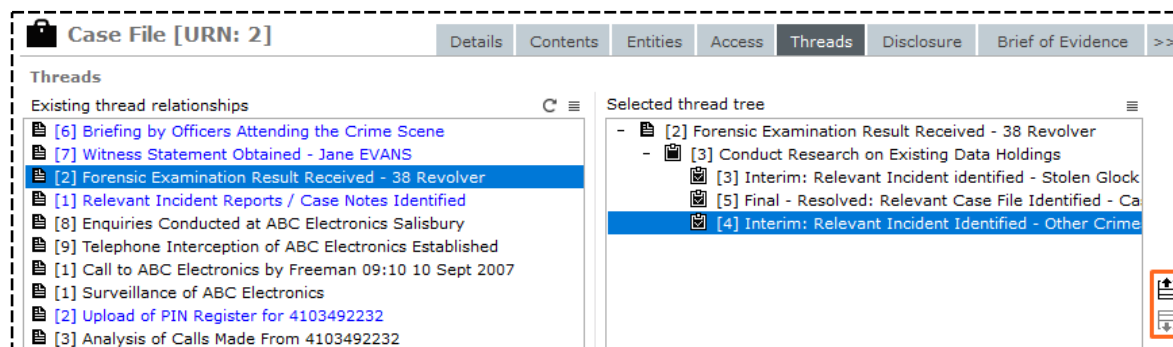 Case File [URN: 2]
Details Contents Entities Access Threads Disclosure Brief of Evidence >>
Threads
Existing thread relationships
[6] Briefing by Officers Attending the Crime Scene
[7] Witness Statement Obtained - Jane EVANS
[2] Forensic Examination Result Received - 38 Revolver
[1] Relevant Incident Reports / Case Notes Identified
[8] Enquiries Conducted at ABC Electronics Salisbury
[9] Telephone Interception of ABC Electronics Established
[1] Call to ABC Electronics by Freeman 09:10 10 Sept 2007
[1] Surveillance of ABC Electronics
[2] Upload of PIN Register for 4103492232
[3] Analysis of Calls Made From 4103492232
Selected thread tree
- [2] Forensic Examination Result Received - 38 Revolver
- [3] Conduct Research on Existing Data Holdings
[3] Interim: Relevant Incident identified - Stolen Glock
[5] Final - Resolved: Relevant Case File Identified - Ca
[4] Interim: Relevant Incident Identified - Other Crime